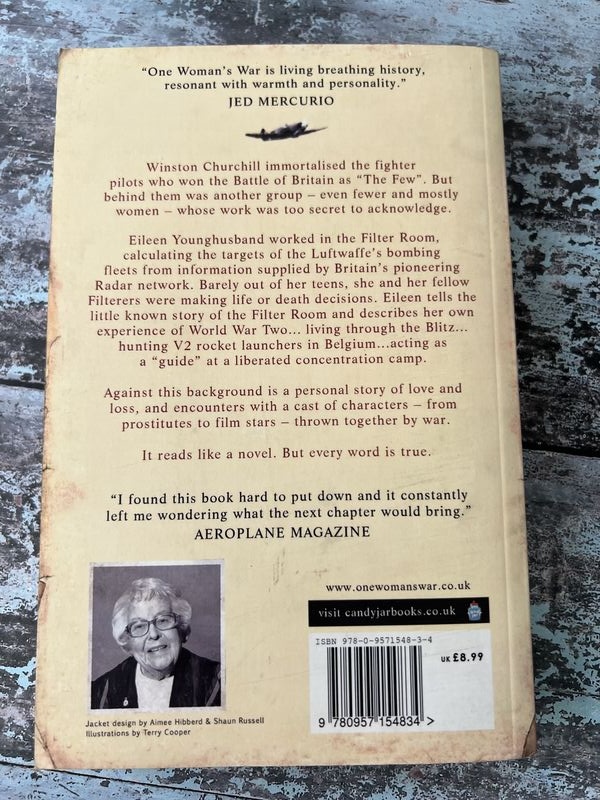 “One Woman’s War is living breathing history,
resonant with warmth and personality.”
JED MERCURIO
Winston Churchill immortalised the fighter
pilots who won the Battle of Britain as “The Few”. But
behind them was another group – even fewer and mostly
women – whose work was too secret to acknowledge.
Eileen Younghusband worked in the Filter Room,
calculating the targets of the Luftwaffe’s bombing
fleets from information supplied by Britain’s pioneering
Radar network. Barely out of her teens, she and her fellow
Filterers were making life or death decisions. Eileen tells the
little known story of the Filter Room and describes her own
experience of World War Two... living through the Blitz...
hunting V2 rocket launchers in Belgium...acting as
a “guide” at a liberated concentration camp.
Against this background is a personal story of love and
loss, and encounters with a cast of characters – from
prostitutes to film stars – thrown together by war.
It reads like a novel. But every word is true.
“I found this book hard to put down and it constantly
left me wondering what the next chapter would bring.”
AEROPLANE MAGAZINE
www.onewomanswar.co.uk
visit candyjarbooks.co.uk
ISBN 978-0-9571548-3-4
UK £8.99
9 780957 154834 >
Jacket design by Aimee Hibberd & Shaun Russell
Illustrations by Terry Cooper